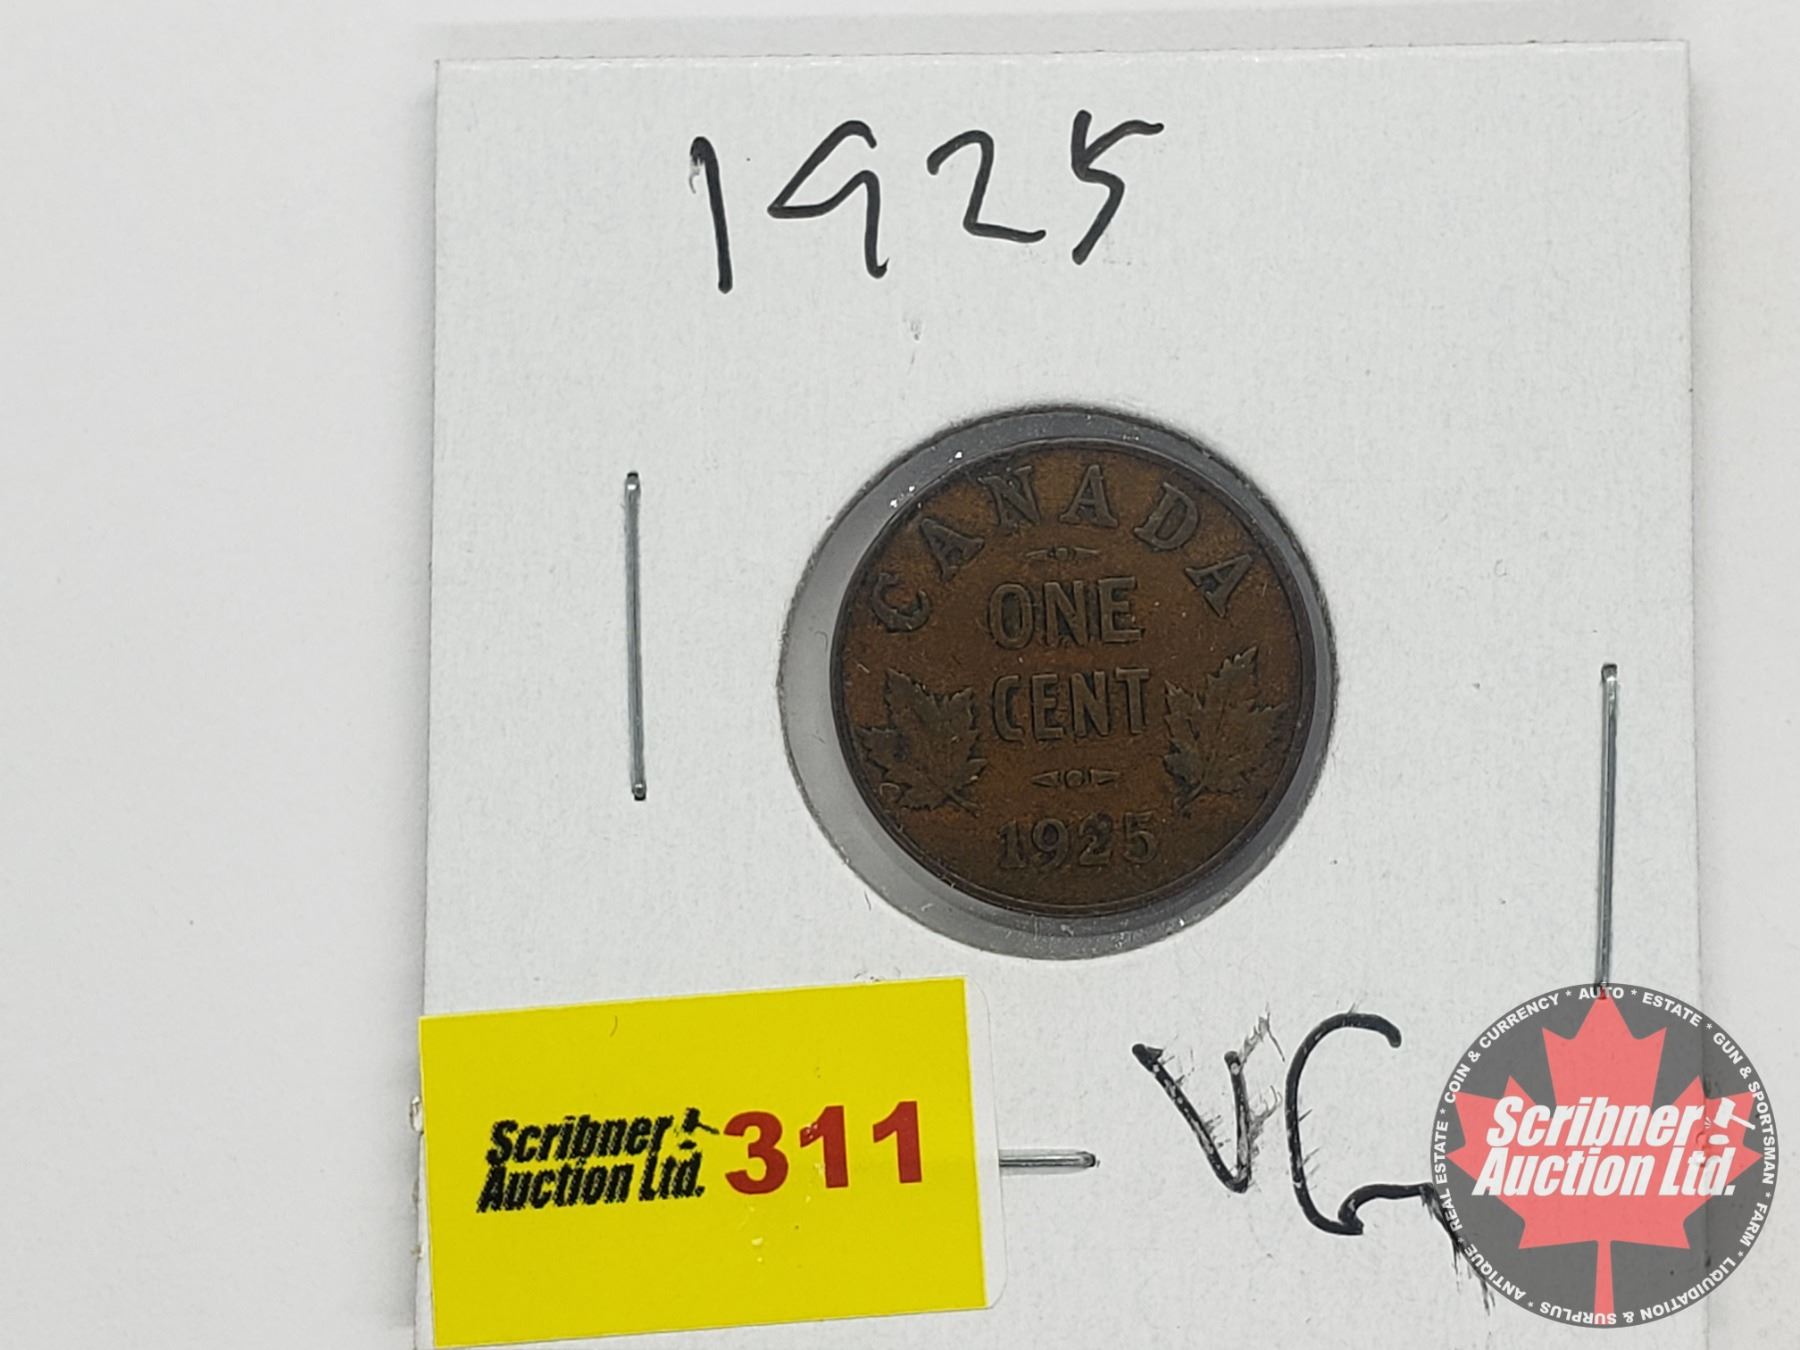 1925
CANADA
ONE
CENT
1925
Scribner
Auction Ltd. 311
VG
Scribner
Auction Ltd.
REAL ESTATE * COIN & CURRENCY * AUTO * ESTATE * GUN & SPORTSMAN * FARM * LIQUIDATION & SURPLUS * ANTIQUE *